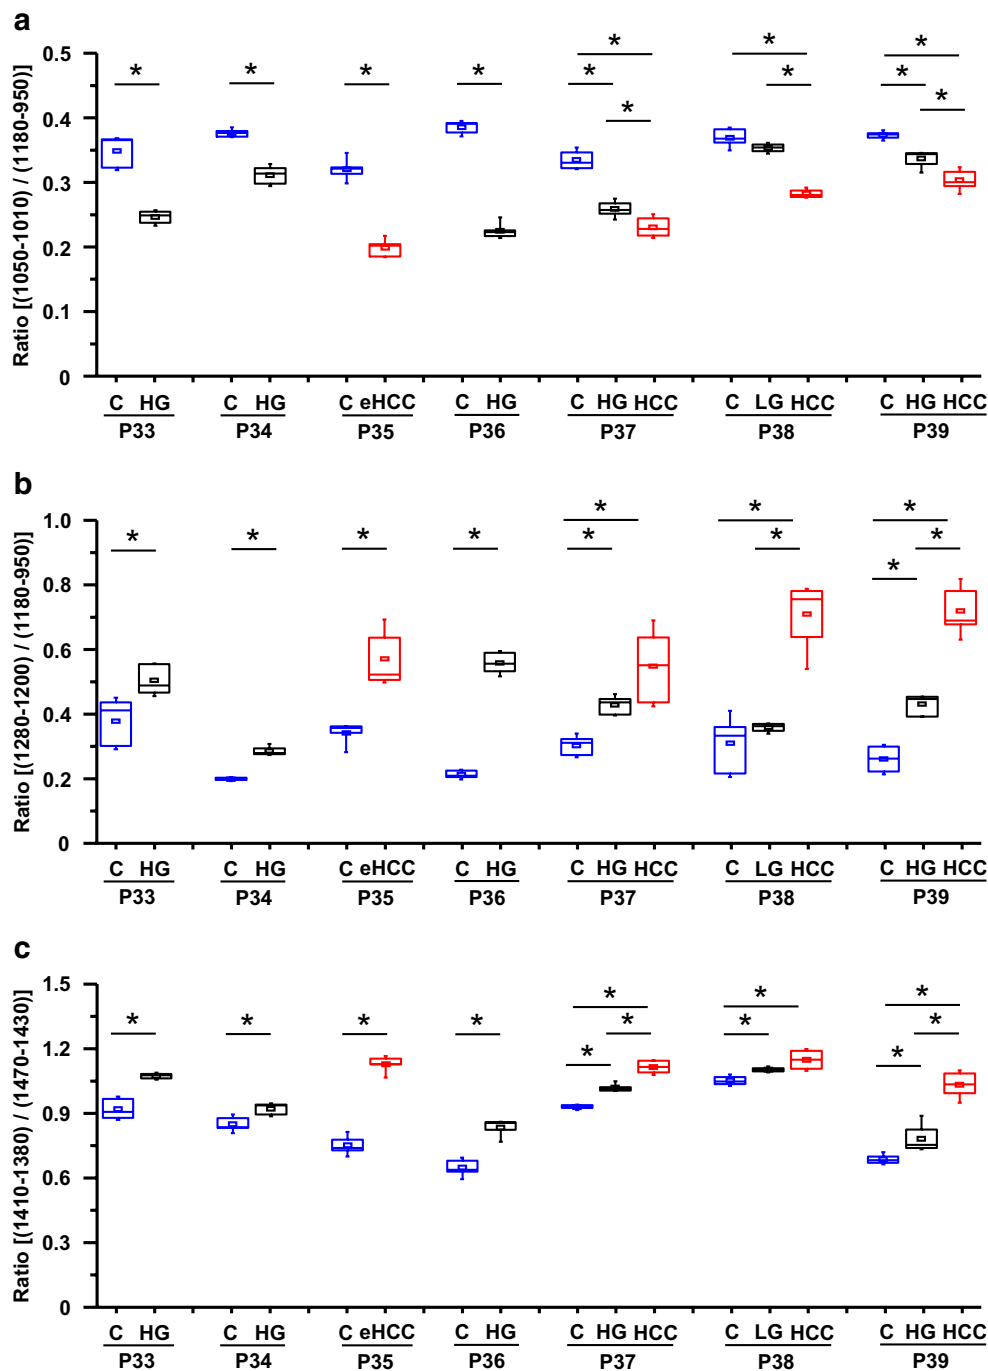 a
Ratio [(1050-1010) / (1180-950)]
0.5
0.4
0.3
0.2
0.1
0
* * * * * * * * * * * *
C HG C HG C eHCC C HG C HG HCC C LG HCC C HG HCC
P33 P34 P35 P36 P37 P38 P39
b
Ratio [(1280-1200) / (1180-950)]
1.0
0.8
0.6
0.4
0.2
0
* * * * * * * * * * *
C HG C HG C eHCC C HG C HG HCC C LG HCC C HG HCC
P33 P34 P35 P36 P37 P38 P39
c
Ratio [(1410-1380) / (1470-1430)]
1.5
1.2
0.9
0.6
0.3
0
* * * * * * * * * * * *
C HG C HG C eHCC C HG C HG HCC C LG HCC C HG HCC
P33 P34 P35 P36 P37 P38 P39